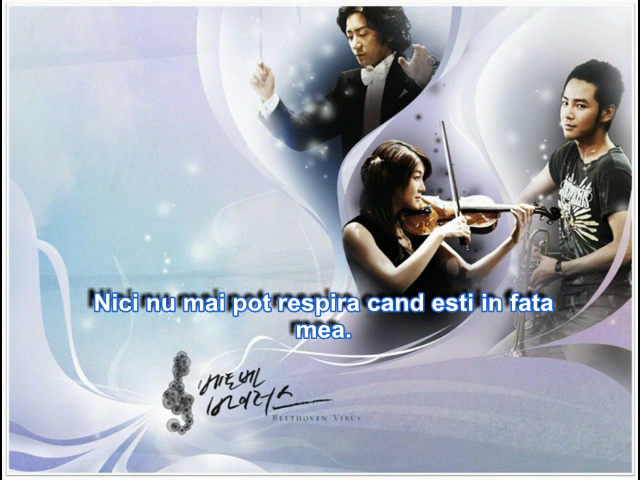 Nici nu mai pot respira cand esti in fata
mea.
베토벤
바이러스
BEETHOVEN VIRUS